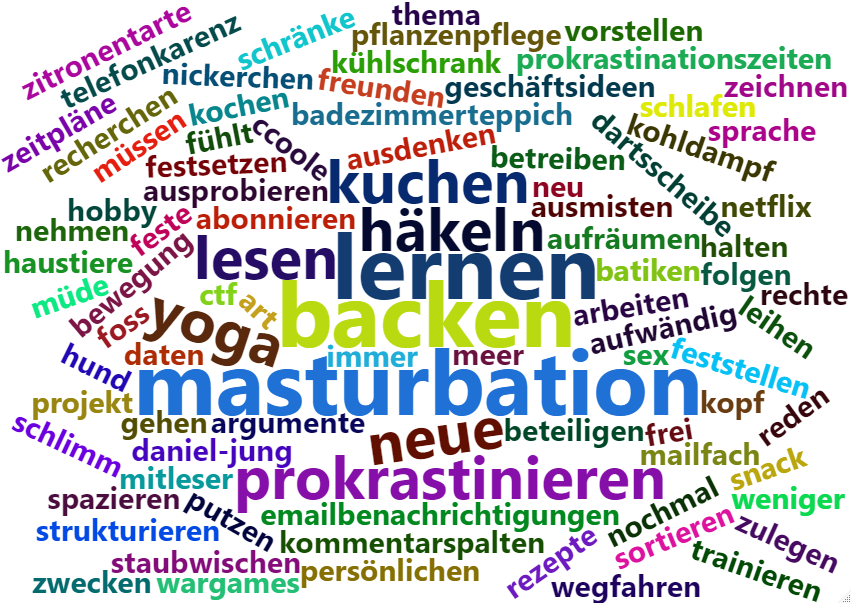 thema
zitronentarte
telefonkarenz
schränke
pflanzenpflege
vorstellen
kühlschrank
prokrastinationszeiten
nickerchen
freunden
geschäftsideen
zeichnen
zeitpläne
recherchen
kochen
badezimmerteppich
schlafen
müssen
fühlt
ccoole
ausdenken
dartsscheibe
kohldampf
sprache
festsetzen
betreiben
ausprobieren
kuchen
neu
hobby
feste
abonnieren
häkeln
ausmisten
netflix
nehmen
bewegung
lesen
lernen
aufräumen
halten
haustiere
batiken
folgen
müde
foss
yoga
ctf
art
backen
arbeiten
aufwändig
leihen
rechte
hund
daten
immer
meer
sex
feststellen
masturbation
projekt
kopf
gehen
argumente
neue
beteiligen
frei
reden
schlimm
daniel-jung
mailfach
snack
mitleser
prokrastinieren
spazieren
putzen
emailbenachrichtigungen
nochmal
weniger
strukturieren
kommentarspalten
sortieren
zulegen
staubwischen
persönlichen
rezepte
trainieren
zwecken
wargames
wegfahren